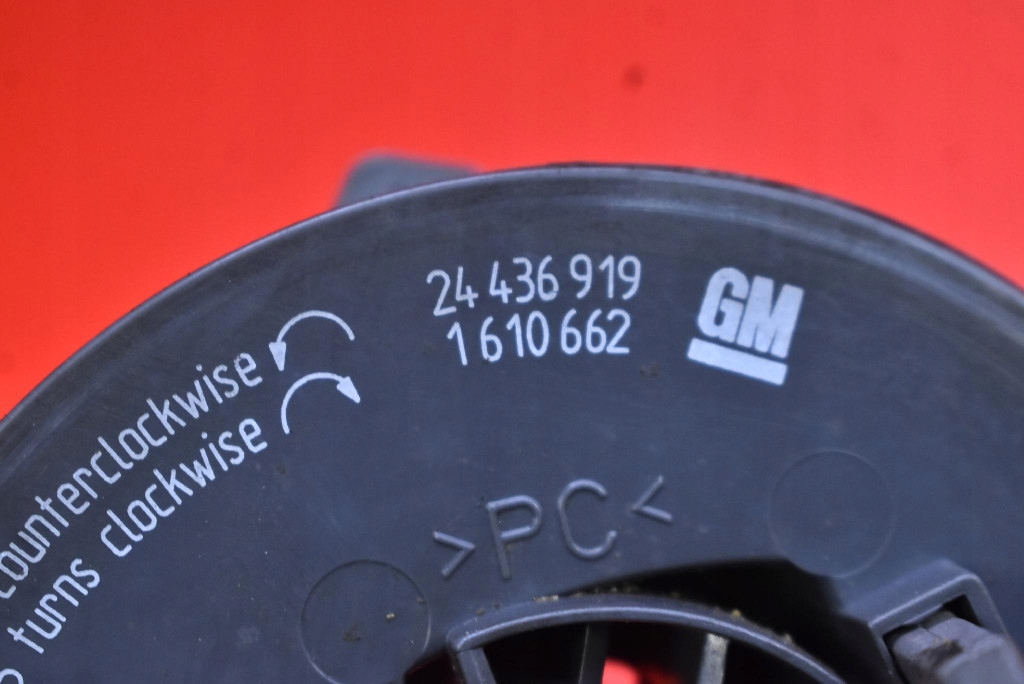 24 436 919
1 610 662
GM
counterclockwise
turns clockwise
>PC<